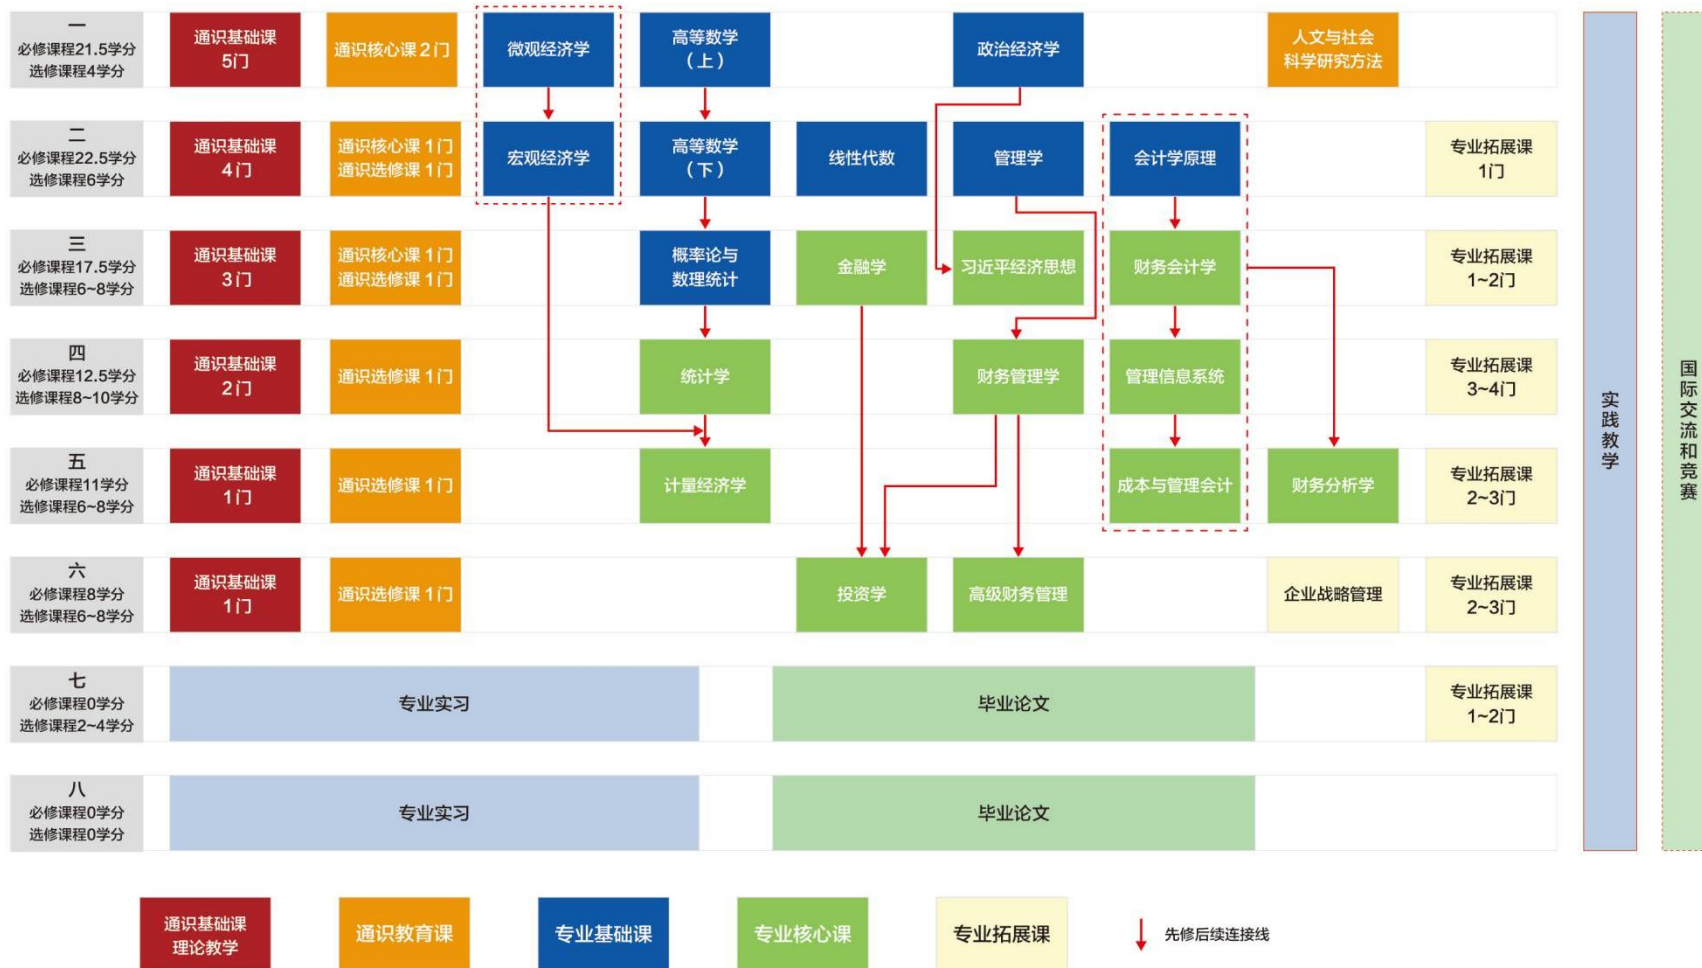 一
必修课程21.5学分
选修课程4学分
通识基础课
5门
通识核心课 2 门
微观经济学
高等数学
（上）
政治经济学
人文与社会
科学研究方法
二
必修课程22.5学分
选修课程6学分
通识基础课
4门
通识核心课 1 门
通识选修课 1 门
宏观经济学
高等数学
（下）
线性代数
管理学
会计学原理
专业拓展课
1门
三
必修课程17.5学分
选修课程6~8学分
通识基础课
3门
通识核心课 1 门
通识选修课 1 门
概率论与
数理统计
金融学
习近平经济思想
财务会计学
专业拓展课
1~2门
四
必修课程12.5学分
选修课程8~10学分
通识基础课
2门
通识选修课 1 门
统计学
财务管理学
管理信息系统
专业拓展课
3~4门
五
必修课程11学分
选修课程6~8学分
通识基础课
1门
通识选修课 1 门
计量经济学
成本与管理会计
财务分析学
专业拓展课
2~3门
六
必修课程8学分
选修课程6~8学分
通识基础课
1门
通识选修课 1 门
投资学
高级财务管理
企业战略管理
专业拓展课
2~3门
七
必修课程0学分
选修课程2~4学分
专业实习
毕业论文
专业拓展课
1~2门
八
必修课程0学分
选修课程0学分
专业实习
毕业论文
实践教学
国际交流和竞赛
通识基础课
理论教学
通识教育课
专业基础课
专业核心课
专业拓展课
先修后续连接线